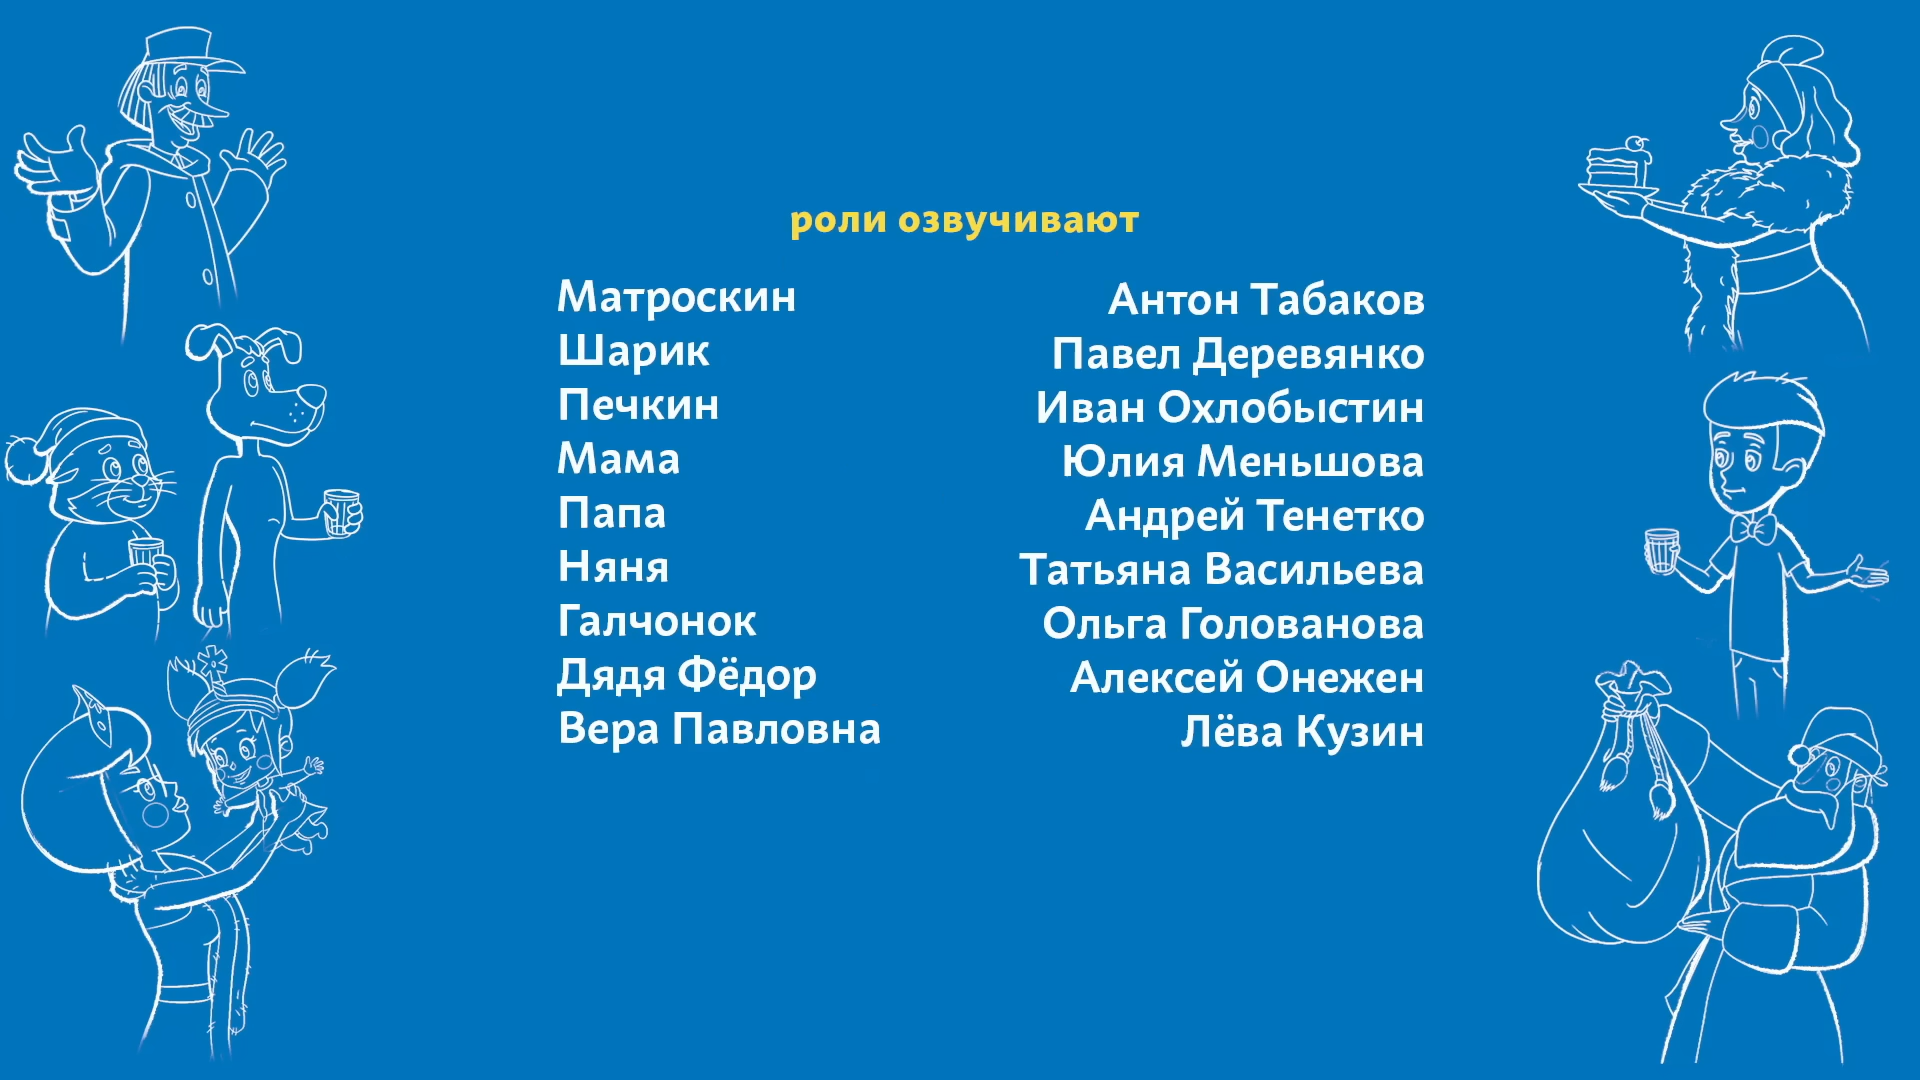 роли озвучивают
Матроскин Антон Табаков
Шарик Павел Деревянко
Печкин Иван Охлобыстин
Мама Юлия Меньшова
Папа Андрей Тенетко
Няня Татьяна Васильева
Галчонок Ольга Голованова
Дядя Фёдор Алексей Онежен
Вера Павловна Лёва Кузин